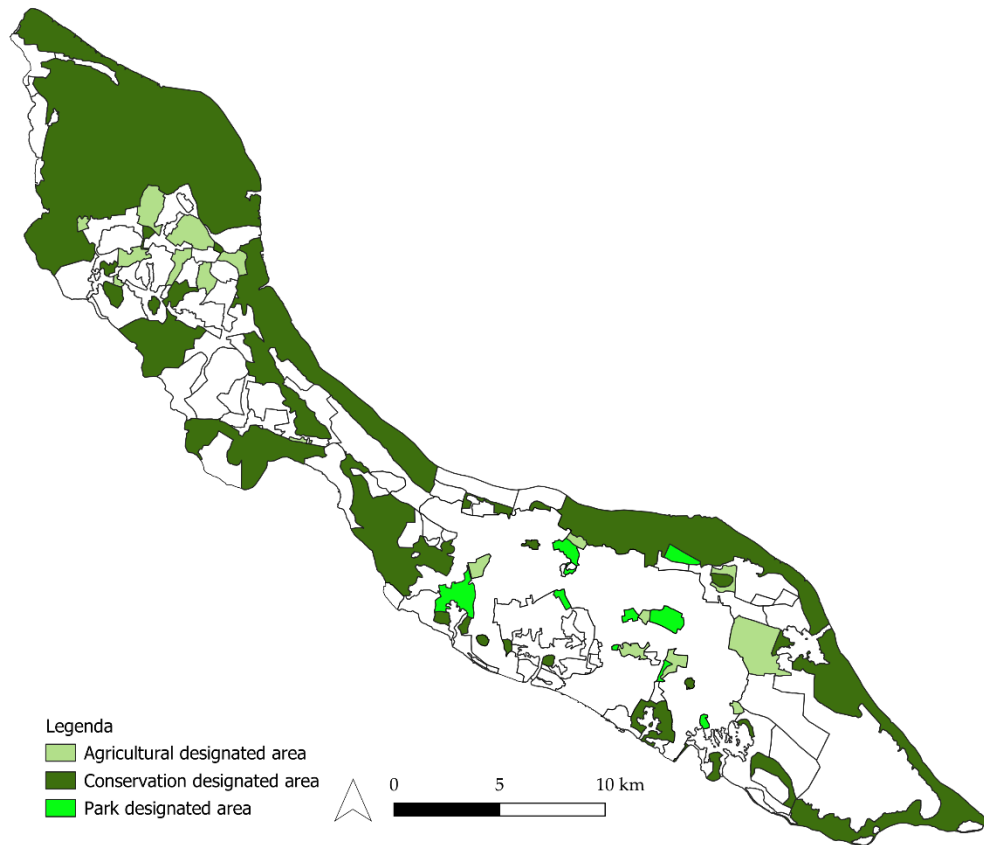 Legenda
Agricultural designated area
Conservation designated area
Park designated area
0 5 10 km